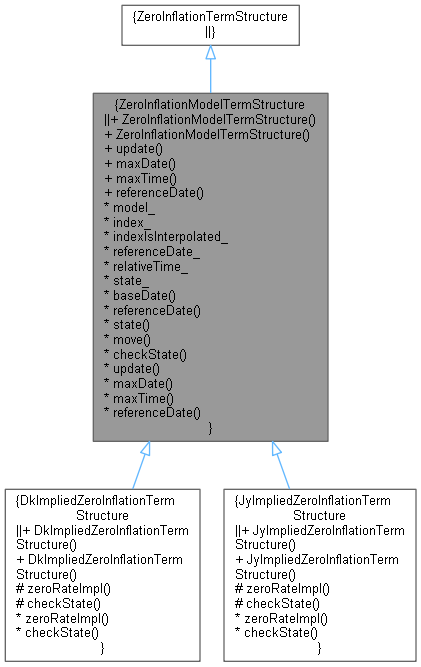 {ZeroInflationTermStructure
||}
{ZeroInflationModelTermStructure
||+ ZeroInflationModelTermStructure()
+ ZeroInflationModelTermStructure()
+ update()
+ maxDate()
+ maxTime()
+ referenceDate()
* model_
* index_
* indexIsInterpolated_
* referenceDate_
* relativeTime_
* state_
* baseDate()
* referenceDate()
* state()
* move()
* checkState()
* update()
* maxDate()
* maxTime()
* referenceDate()
}
{DkImpliedZeroInflationTerm
Structure
||+ DkImpliedZeroInflationTerm
Structure()
+ DkImpliedZeroInflationTerm
Structure()
# zeroRateImpl()
# checkState()
* zeroRateImpl()
* checkState()
}
{JyImpliedZeroInflationTerm
Structure
||+ JyImpliedZeroInflationTerm
Structure()
+ JyImpliedZeroInflationTerm
Structure()
# zeroRateImpl()
# checkState()
* zeroRateImpl()
* checkState()
}